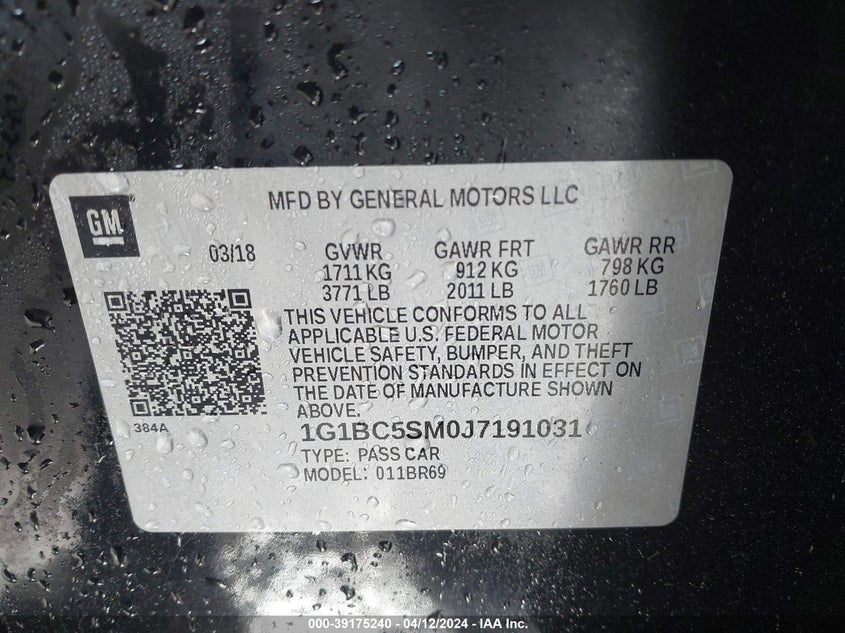 MFD BY GENERAL MOTORS LLC
GM
03/18 GVWR GAWR FRT GAWR RR
1711 KG 912 KG 798 KG
3771 LB 2011 LB 1760 LB
THIS VEHICLE CONFORMS TO ALL
APPLICABLE U.S. FEDERAL MOTOR
VEHICLE SAFETY, BUMPER, AND THEFT
PREVENTION STANDARDS IN EFFECT ON
THE DATE OF MANUFACTURE SHOWN
ABOVE.
384A
1G1BC5SM0J7191031
TYPE: PASS CAR
MODEL: 011BR69
000-39175240 - 04/12/2024 - IAA Inc.